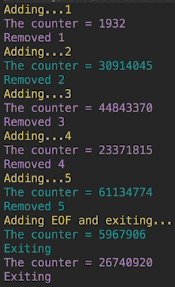 Adding...1
The counter = 1932
Removed 1
Adding...2
The counter = 30914045
Removed 2
Adding...3
The counter = 44843370
Removed 3
Adding...4
The counter = 23371815
Removed 4
Adding...5
The counter = 61134774
Removed 5
Adding EOF and exiting...
The counter = 5967906
Exiting
The counter = 26740920
Exiting